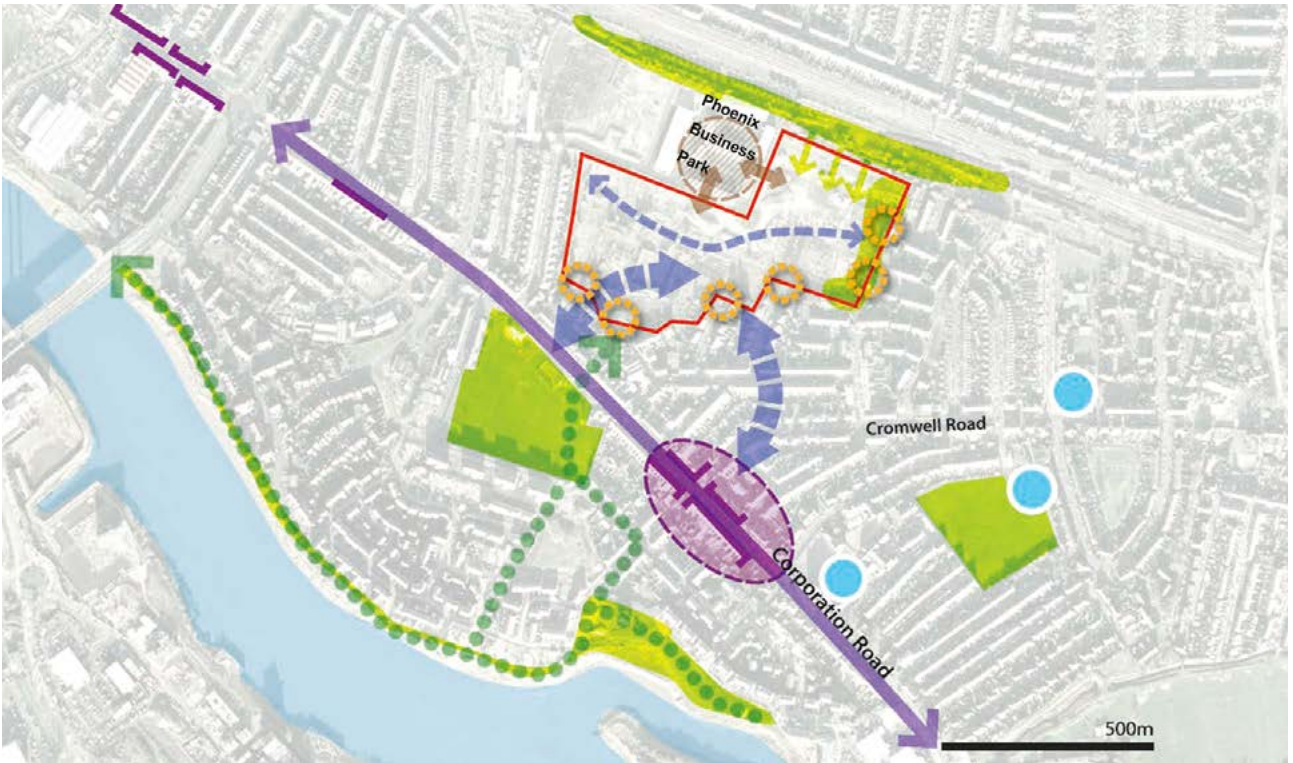 Phoenix
Business
Park
Cromwell Road
Corporation Road
500m